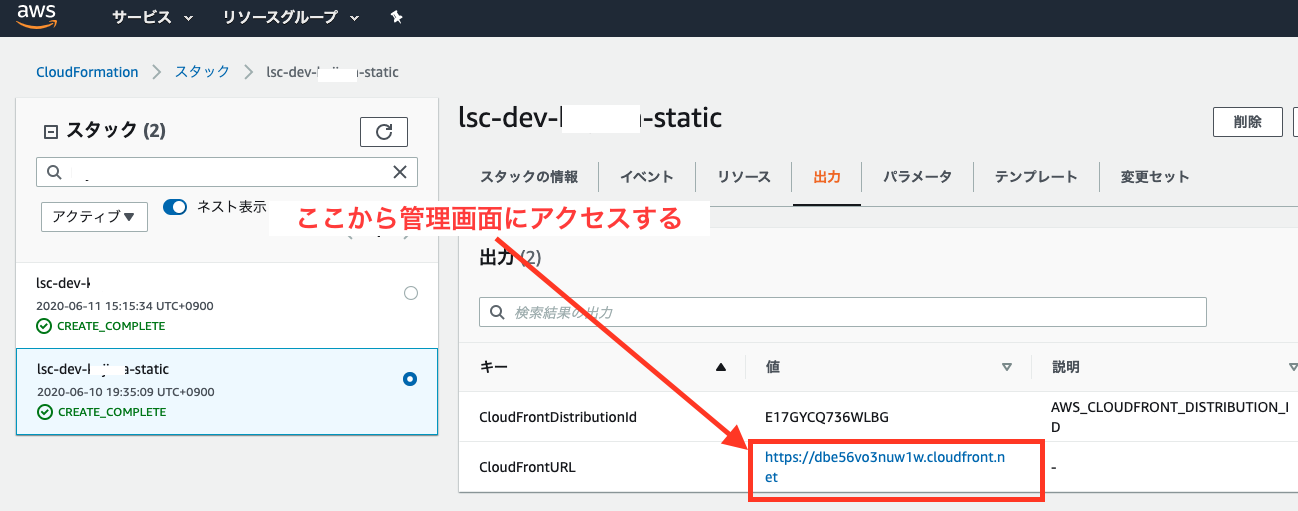 aws
サービス
リソースグループ
CloudFormation
スタック
lsc-dev- -static
スタック (2)
アクティブ▼
ネスト表示
lsc-dev-
2020-06-11 15:15:34 UTC+0900
CREATE_COMPLETE
lsc-dev- -static
2020-06-10 19:35:09 UTC+0900
CREATE_COMPLETE
lsc-dev- -static
削除
スタックの情報
イベント
リソース
出力
パラメータ
テンプレート
変更セット
ここから管理画面にアクセスする
出力 (2)
検索結果の出力
キー
値
説明
CloudFrontDistributionId
E17GYCQ736WLBG
AWS_CLOUDFRONT_DISTRIBUTION_I
D
CloudFrontURL
https://dbe56vo3nuw1w.cloudfront.n
et
-